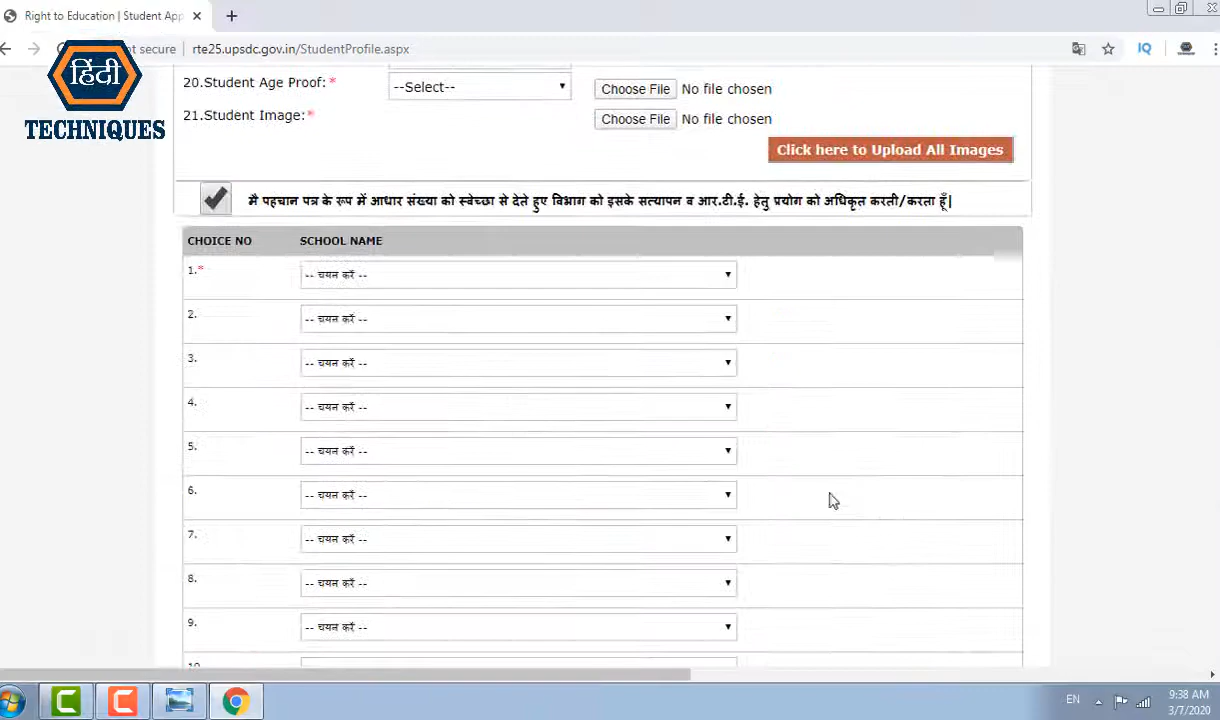 Right to Education | Student App
ot secure rte25.upsdc.gov.in/StudentProfile.aspx
हिंदी
TECHNIQUES
20.Student Age Proof:* --Select-- Choose File No file chosen
21.Student Image:* Choose File No file chosen
Click here to Upload All Images
मै पहचान पत्र के रूप में आधार संख्या को स्वेच्छा से देते हुए विभाग को इसके सत्यापन व आर.टी.ई. हेतु प्रयोग को अधिकृत करती/करता हूँ|
CHOICE NO SCHOOL NAME
1.* -- चयन करें --
2. -- चयन करें --
3. -- चयन करें --
4. -- चयन करें --
5. -- चयन करें --
6. -- चयन करें --
7. -- चयन करें --
8. -- चयन करें --
9. -- चयन करें --
10.
IQ
EN 9:38 AM
3/7/2020